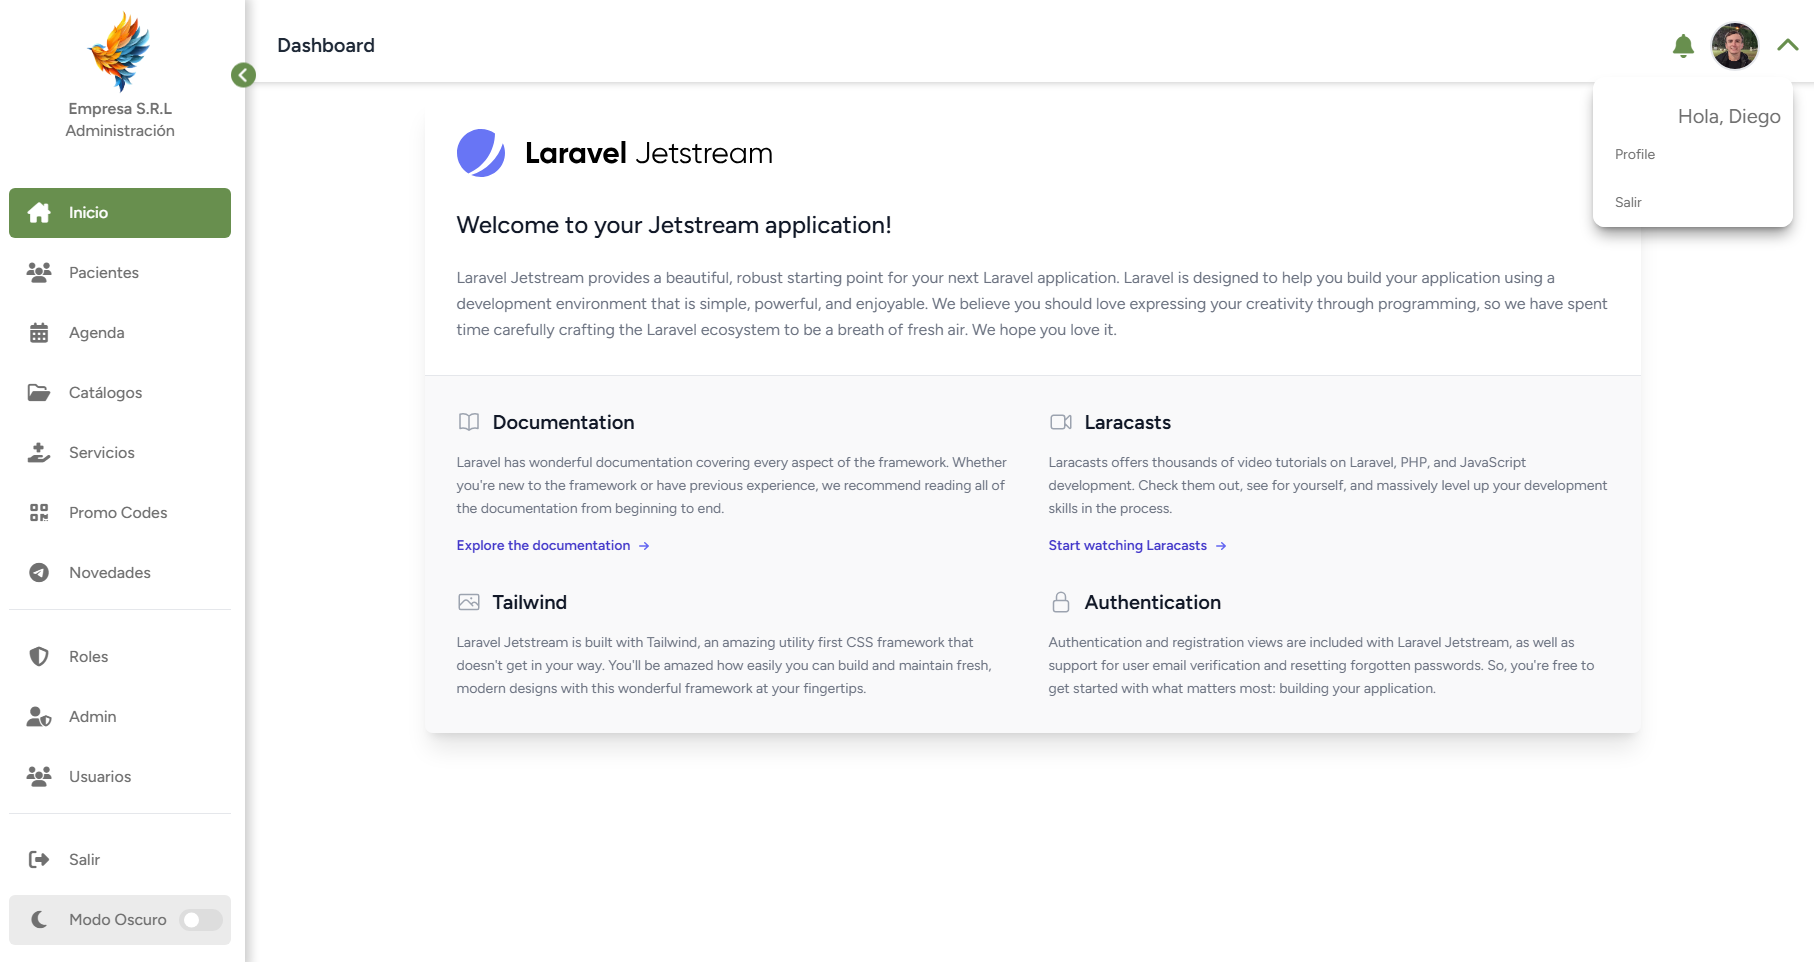 Empresa S.R.L
Administración
Inicio
Pacientes
Agenda
Catálogos
Servicios
Promo Codes
Novedades
Roles
Admin
Usuarios
Salir
Modo Oscuro
Dashboard
Hola, Diego
Profile
Salir
Laravel Jetstream
Welcome to your Jetstream application!
Laravel Jetstream provides a beautiful, robust starting point for your next Laravel application. Laravel is designed to help you build your application using a
development environment that is simple, powerful, and enjoyable. We believe you should love expressing your creativity through programming, so we have spent
time carefully crafting the Laravel ecosystem to be a breath of fresh air. We hope you love it.
Documentation
Laravel has wonderful documentation covering every aspect of the framework. Whether
you're new to the framework or have previous experience, we recommend reading all of
the documentation from beginning to end.
Explore the documentation →
Laracasts
Laracasts offers thousands of video tutorials on Laravel, PHP, and JavaScript
development. Check them out, see for yourself, and massively level up your development
skills in the process.
Start watching Laracasts →
Tailwind
Laravel Jetstream is built with Tailwind, an amazing utility first CSS framework that
doesn't get in your way. You'll be amazed how easily you can build and maintain fresh,
modern designs with this wonderful framework at your fingertips.
Authentication
Authentication and registration views are included with Laravel Jetstream, as well as
support for user email verification and resetting forgotten passwords. So, you're free to
get started with what matters most: building your application.